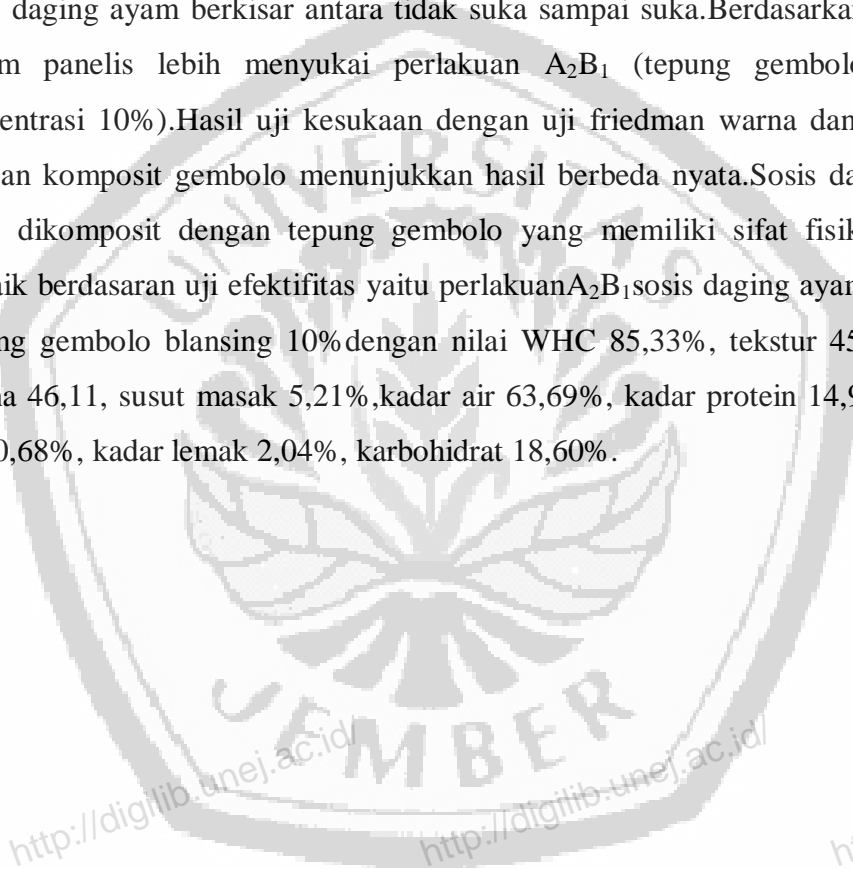 daging ayam berkisar antara tidak suka sampai suka.Berdasarkan
m panelis lebih menyukai perlakuan A₂B₁ (tepung gembolo
entrasi 10%).Hasil uji kesukaan dengan uji friedman warna dan
an komposit gembolo menunjukkan hasil berbeda nyata.Sosis da
dikomposit dengan tepung gembolo yang memiliki sifat fisik
aik berdasaran uji efektifitas yaitu perlakuanA₂B₁sosis daging ayam
ng gembolo blansing 10%dengan nilai WHC 85,33%, tekstur 45
na 46,11, susut masak 5,21%,kadar air 63,69%, kadar protein 14,9
0,68%, kadar lemak 2,04%, karbohidrat 18,60%.
UNIVERSITAS
JEMBER
http://digilib.unej.ac.id/
http://digilib.unej.ac.id/
ht